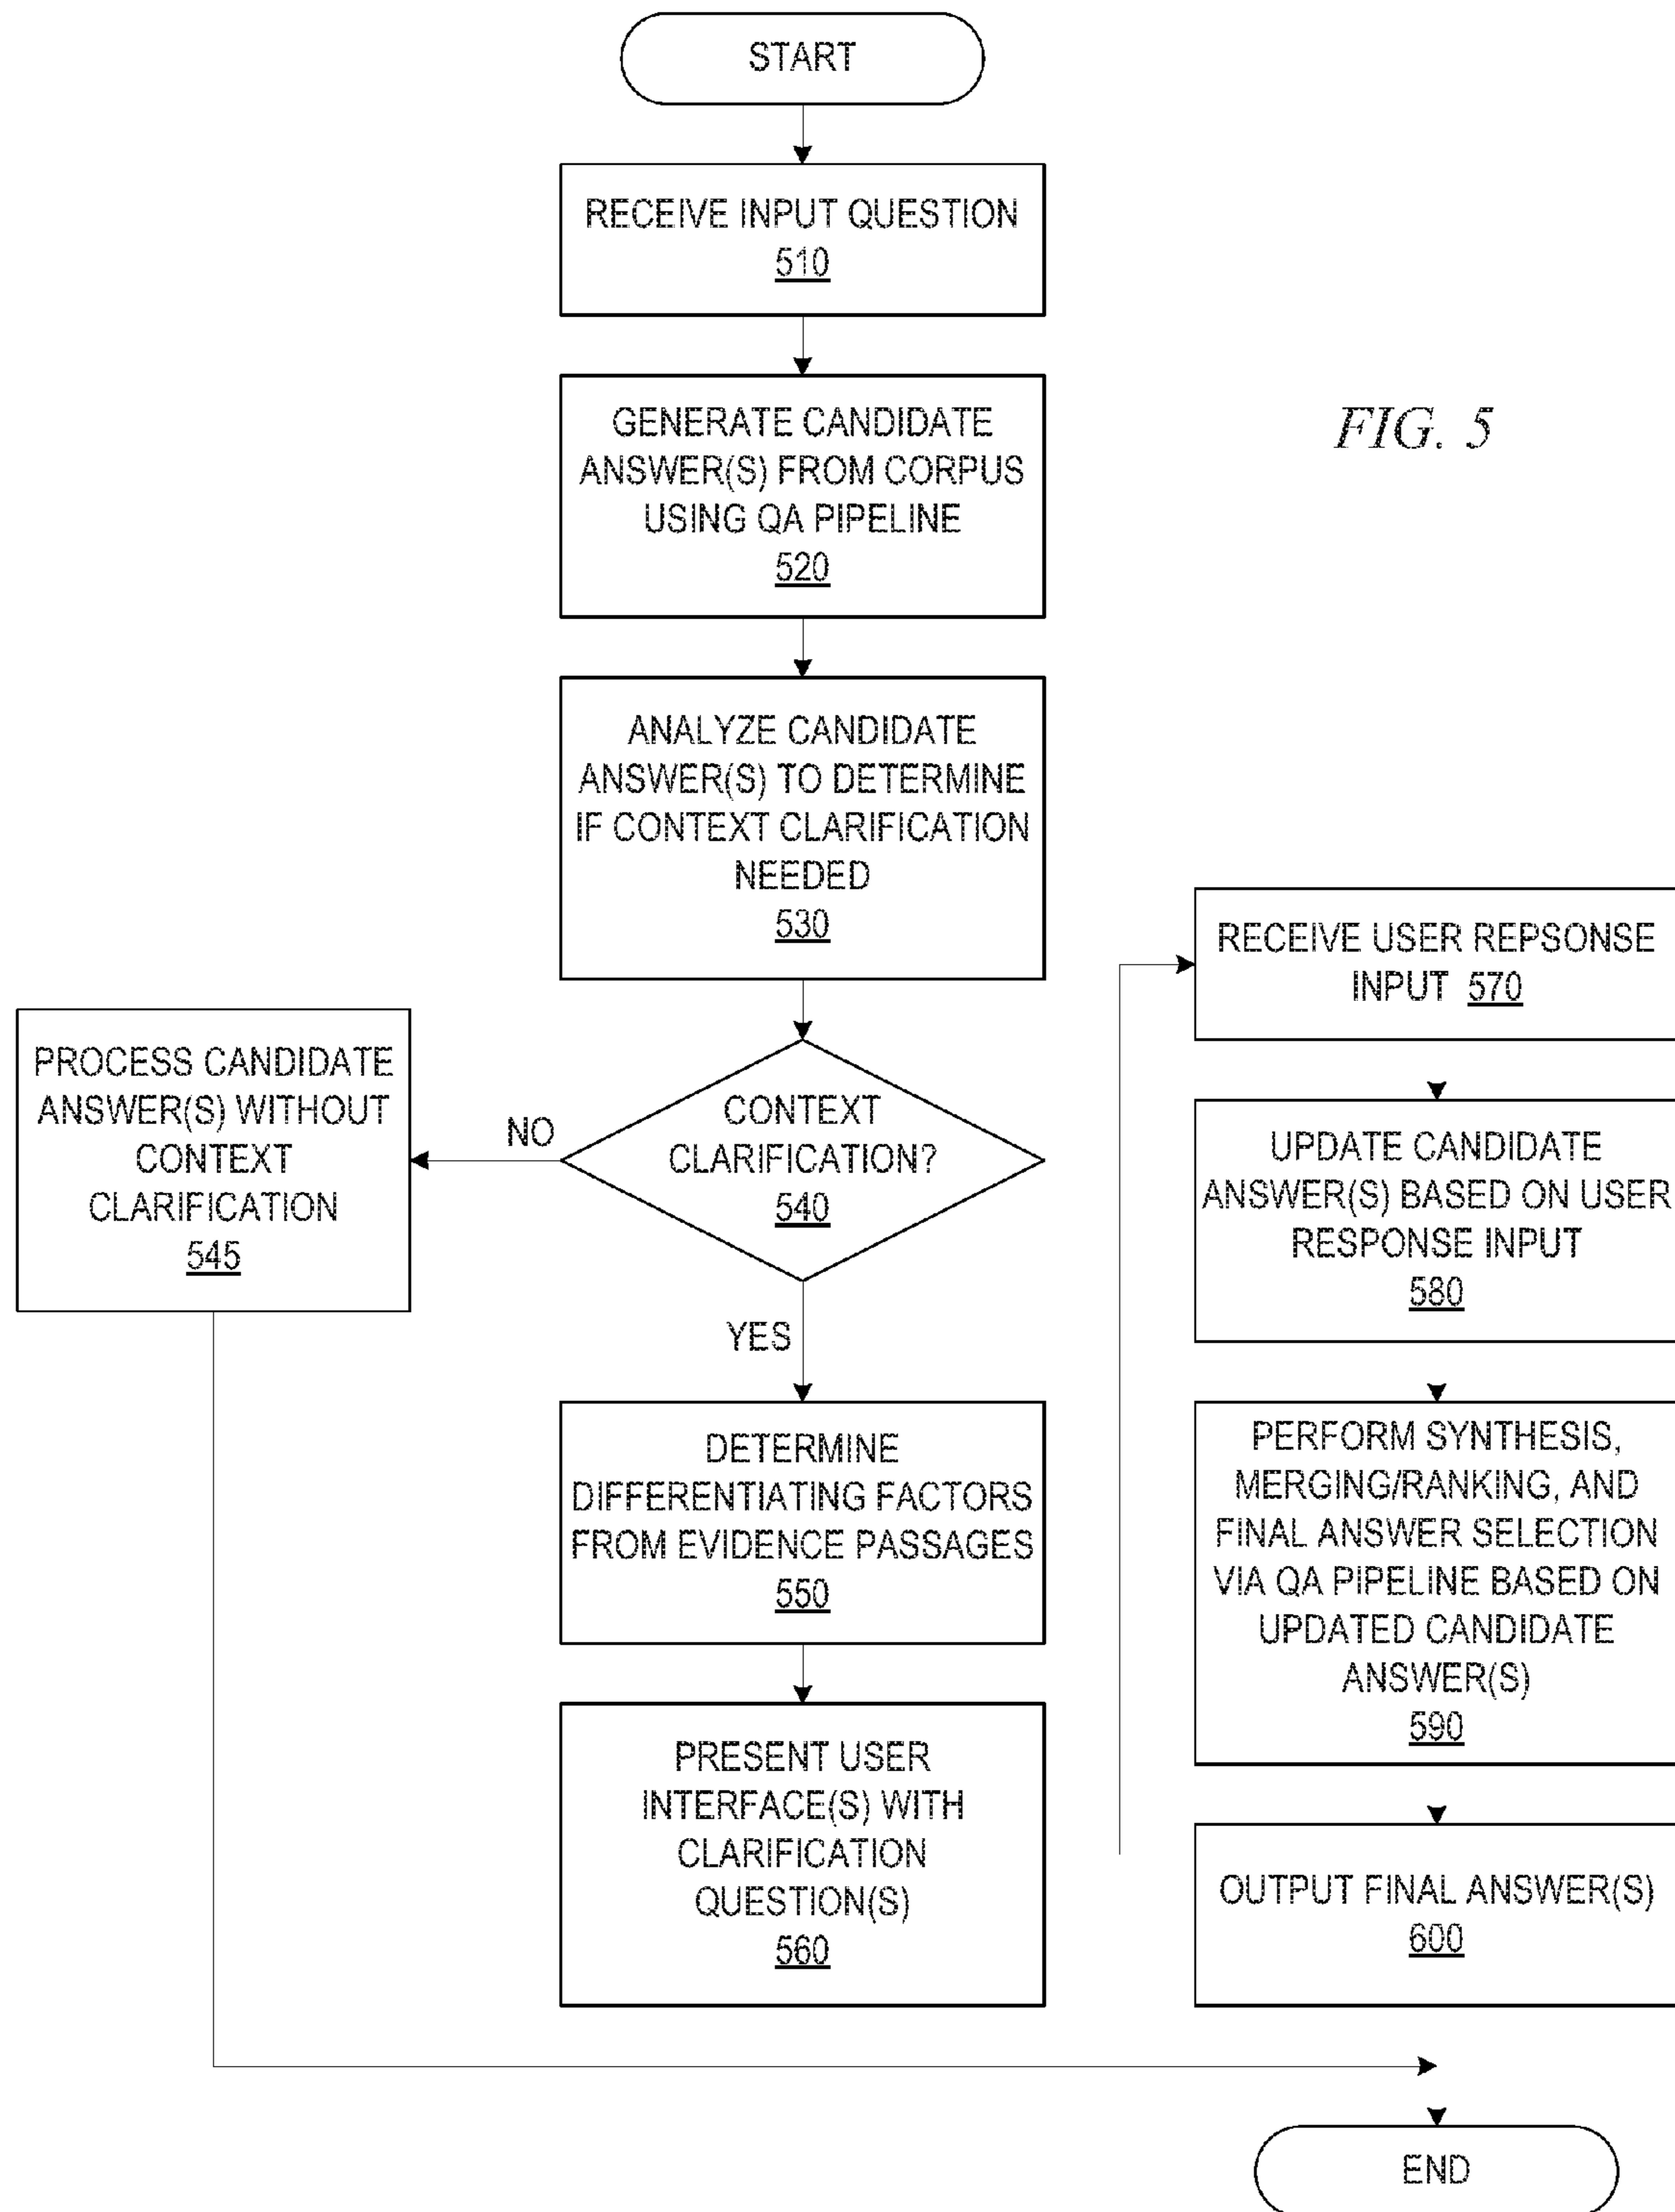 START
RECEIVE INPUT QUESTION
510
GENERATE CANDIDATE
ANSWER(S) FROM CORPUS
USING QA PIPELINE
520
FIG. 5
ANALYZE CANDIDATE
ANSWER(S) TO DETERMINE
IF CONTEXT CLARIFICATION
NEEDED
530
CONTEXT
CLARIFICATION?
540
NO
PROCESS CANDIDATE
ANSWER(S) WITHOUT
CONTEXT
CLARIFICATION
545
YES
DETERMINE
DIFFERENTIATING FACTORS
FROM EVIDENCE PASSAGES
550
PRESENT USER
INTERFACE(S) WITH
CLARIFICATION
QUESTION(S)
560
RECEIVE USER REPSONSE
INPUT 570
UPDATE CANDIDATE
ANSWER(S) BASED ON USER
RESPONSE INPUT
580
PERFORM SYNTHESIS,
MERGING/RANKING, AND
FINAL ANSWER SELECTION
VIA QA PIPELINE BASED ON
UPDATED CANDIDATE
ANSWER(S)
590
OUTPUT FINAL ANSWER(S)
600
END